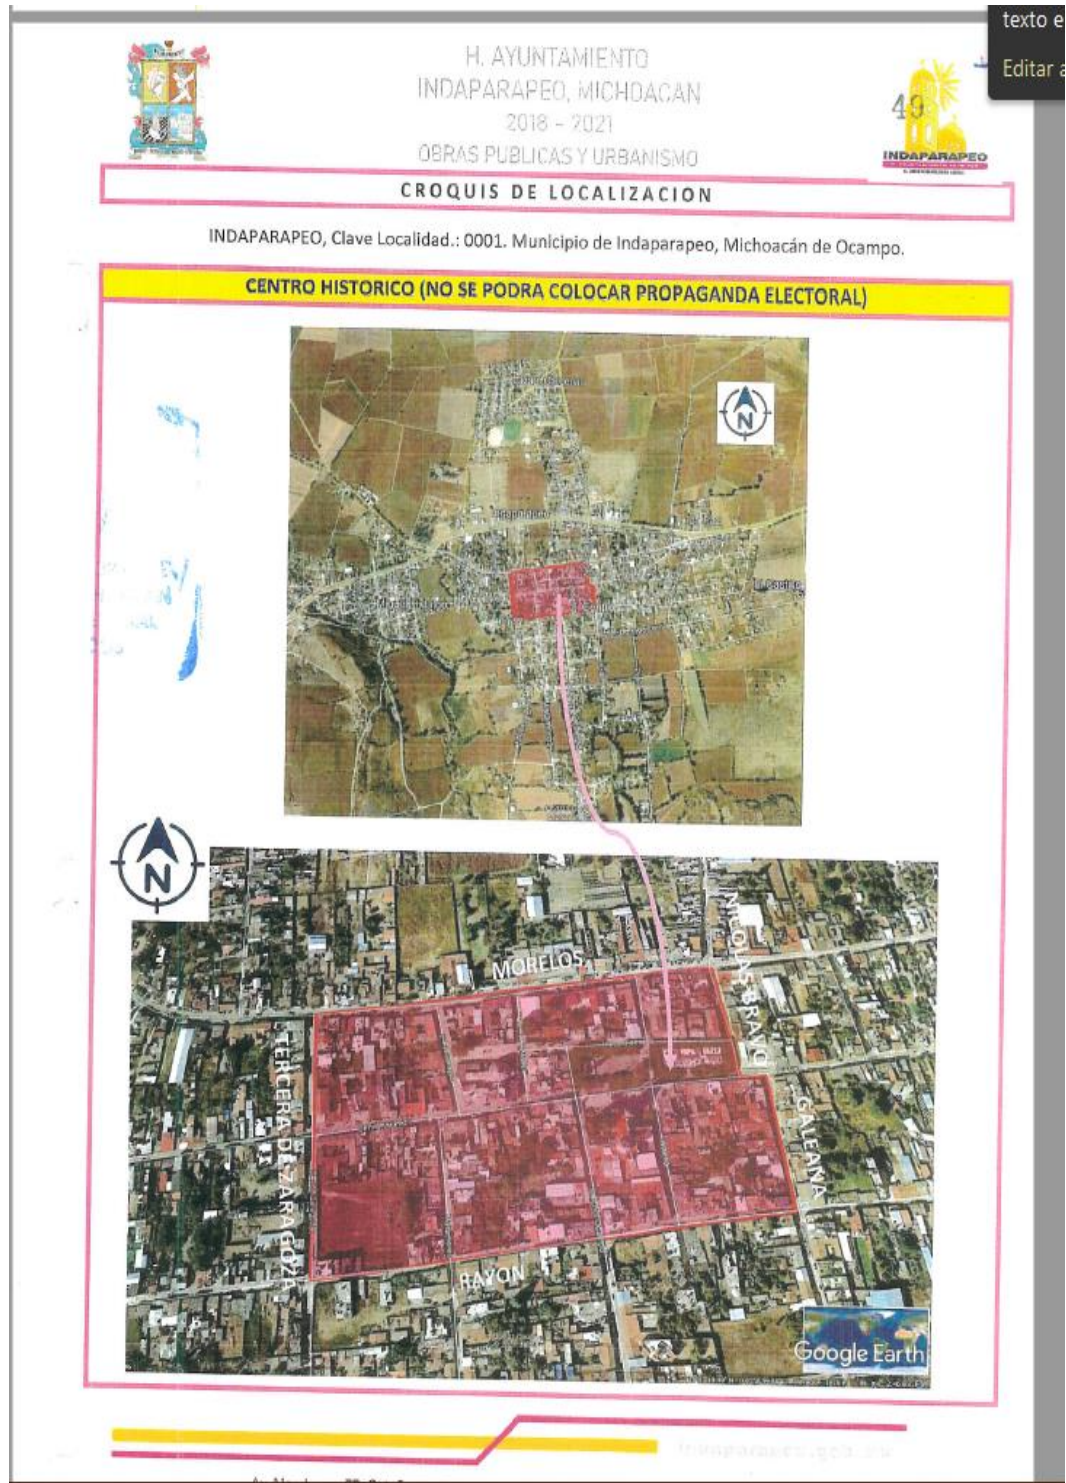 texto e
Editar a
H. AYUNTAMIENTO
INDAPARAPEO, MICHOACAN
2018 - 2021
OBRAS PUBLICAS Y URBANISMO
49
INDAPARAPEO
CROQUIS DE LOCALIZACION
INDAPARAPEO, Clave Localidad.: 0001. Municipio de Indaparapeo, Michoacán de Ocampo.
CENTRO HISTORICO (NO SE PODRA COLOCAR PROPAGANDA ELECTORAL)
N
N
MORELOS
NICOLAS BRAVO
TERCERA DE ZARAGOZA
GALEANA
RAYON
Google Earth